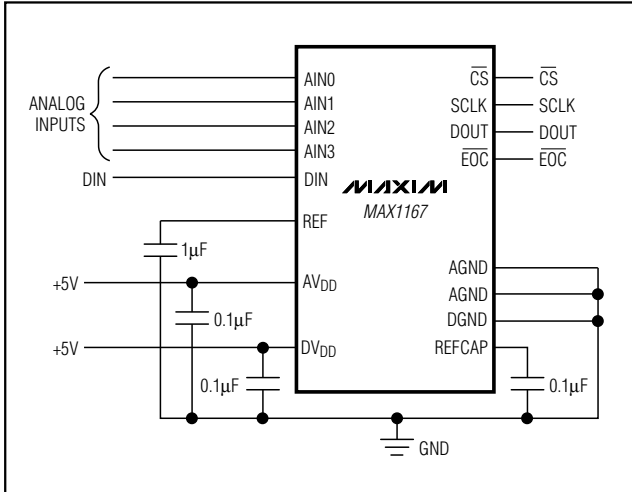 AIN0
AIN1
AIN2
AIN3
ANALOG
INPUTS
DIN
DIN
REF
1µF
+5V
AVDD
0.1µF
+5V
DVDD
0.1µF
MAXIM
MAX1167
CS
CS
SCLK
SCLK
DOUT
DOUT
EOC
EOC
AGND
AGND
DGND
REFCAP
0.1µF
GND